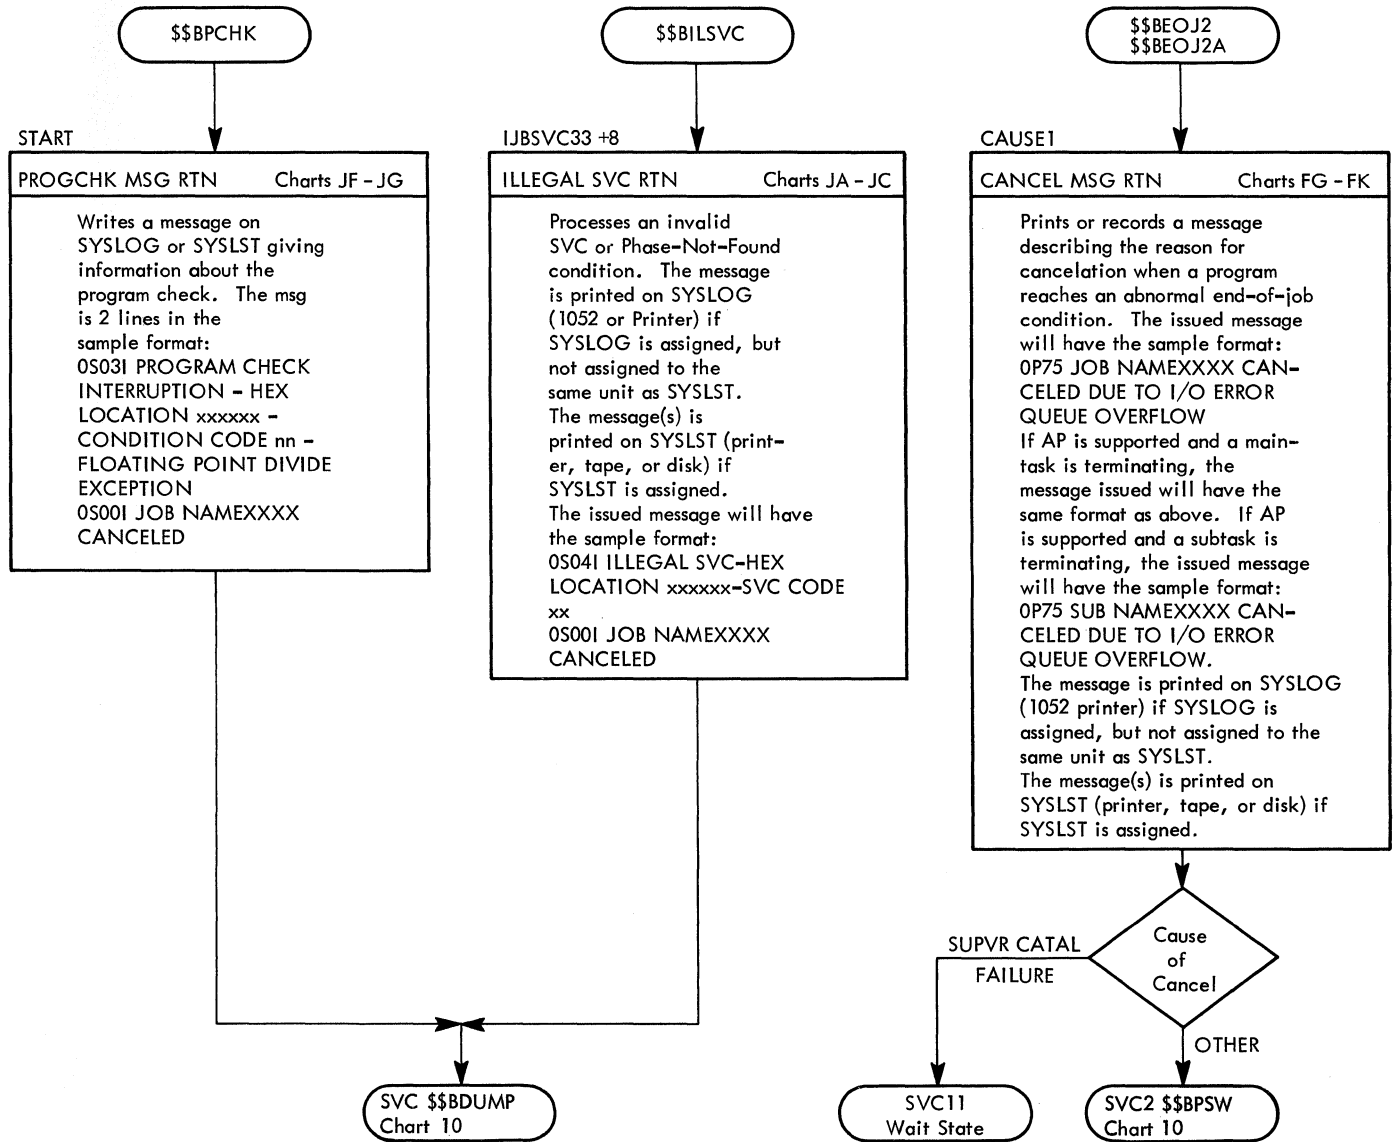 $$BPCHK
START
PROGCHK MSG RTN Charts JF – JG
Writes a message on
SYSLOG or SYSLST giving
information about the
program check. The msg
is 2 lines in the
sample format:
0S03I PROGRAM CHECK
INTERRUPTION – HEX
LOCATION xxxxxx –
CONDITION CODE nn –
FLOATING POINT DIVIDE
EXCEPTION
0S00I JOB NAMEXXXX
CANCELED
$$BILSVC
IJBSVC33 +8
ILLEGAL SVC RTN Charts JA – JC
Processes an invalid
SVC or Phase–Not–Found
condition. The message
is printed on SYSLOG
(1052 or Printer) if
SYSLOG is assigned, but
not assigned to the
same unit as SYSLST.
The message(s) is
printed on SYSLST (print–
er, tape, or disk) if
SYSLST is assigned.
The issued message will have
the sample format:
0S04I ILLEGAL SVC–HEX
LOCATION xxxxxx–SVC CODE
xx
0S00I JOB NAMEXXXX
CANCELED
$$BEOJ2
$$BEOJ2A
CAUSE1
CANCEL MSG RTN Charts FG – FK
Prints or records a message
describing the reason for
cancelation when a program
reaches an abnormal end–of–job
condition. The issued message
will have the sample format:
0P75 JOB NAMEXXXX CAN–
CELED DUE TO I/O ERROR
QUEUE OVERFLOW
If AP is supported and a main–
task is terminating, the
message issued will have the
same format as above. If AP
is supported and a subtask is
terminating, the issued message
will have the sample format:
0P75 SUB NAMEXXXX CAN–
CELED DUE TO I/O ERROR
QUEUE OVERFLOW.
The message is printed on SYSLOG
(1052 printer) if SYSLOG is
assigned, but not assigned to the
same unit as SYSLST.
The message(s) is printed on
SYSLST (printer, tape, or disk) if
SYSLST is assigned.
Cause
of
Cancel
SUPVR CATAL
FAILURE
OTHER
SVC $$BDUMP
Chart 10
SVC11
Wait State
SVC2 $$BPSW
Chart 10